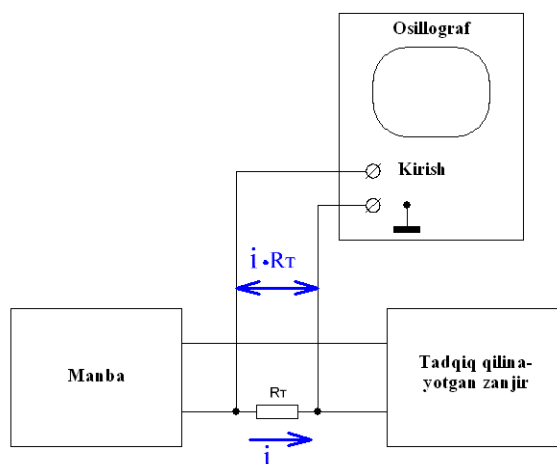 Osillograf
Kirish
i·RT
Manba
Tadqiq qilina-
yotgan zanjir
RT
i